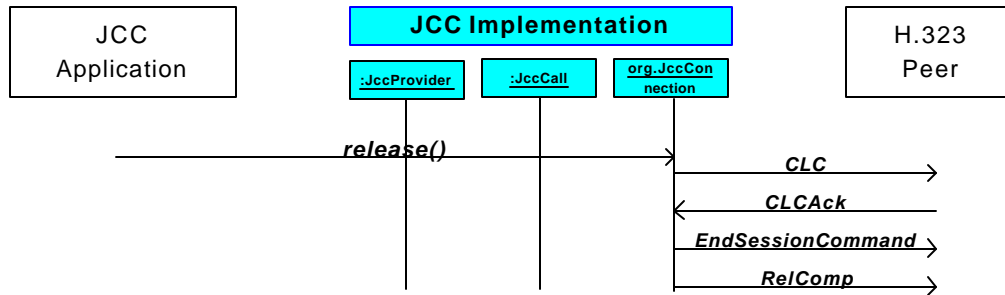 JCC
Application
JCC Implementation
H.323
Peer
:JccProvider
:JccCall
org.JccCon
nection
release()
CLC
CLCAck
EndSessionCommand
RelComp